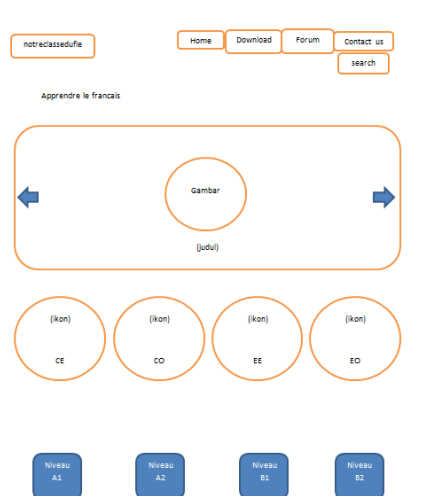 notreclassedufle
Home
Download
Forum
Contact us
search
Apprendre le francais
Gambar
(judul)
(ikon)
(ikon)
(ikon)
(ikon)
CE
CO
EE
EO
Niveau
A1
Niveau
A2
Niveau
B1
Niveau
B2